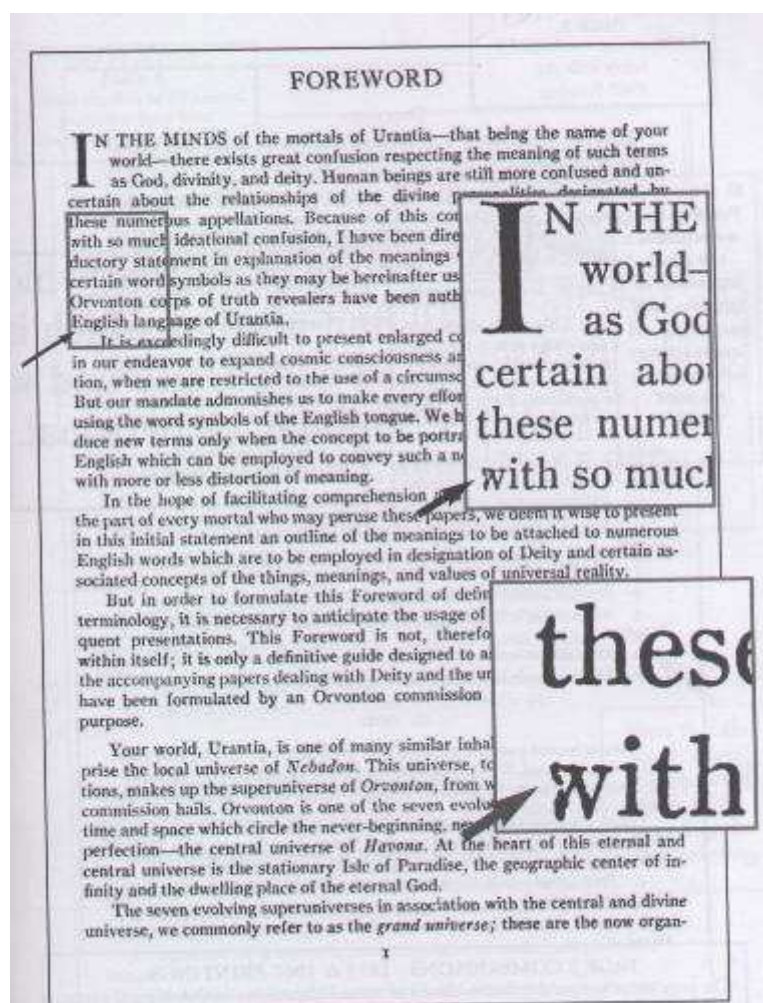 FOREWORD
IN THE MINDS of the mortals of Urantia—that being the name of your
world—there exists great confusion respecting the meaning of such terms
as God, divinity, and deity. Human beings are still more confused and un-
certain about the relationships of the divine personalities designated by
these numerous appellations. Because of this
with so much ideational confusion, I have been
ductory statement in explanation of the meanings
certain word symbols as they may be hereinafter
Orvonton corps of truth revealers have been
English language of Urantia.
It is exceedingly difficult to present enlarged
in our endeavor to expand cosmic consciousness
tion, when we are restricted to the use of a
But our mandate admonishes us to make every
using the word symbols of the English tongue. We
duce new terms only when the concept to be
English which can be employed to convey such a
with more or less distortion of meaning.
In the hope of facilitating comprehension
the part of every mortal who may peruse these papers, we deem it wise to present
in this initial statement an outline of the meanings to be attached to numerous
English words which are to be employed in designation of Deity and certain as-
sociated concepts of the things, meanings, and values of universal reality.
But in order to formulate this Foreword of
terminology, it is necessary to anticipate the usage of
quent presentations. This Foreword is not,
within itself; it is only a definitive guide designed to
the accompanying papers dealing with Deity and the
have been formulated by an Orvonton commission
purpose.
Your world, Urantia, is one of many similar
prise the local universe of Nebadon. This universe,
tions, makes up the superuniverse of Orvonton, from
commission hails. Orvonton is one of the seven
time and space which circle the never-beginning,
perfection—the central universe of Havona. At the heart of this eternal and
central universe is the stationary Isle of Paradise, the geographic center of in-
finity and the dwelling place of the eternal God.
The seven evolving superuniverses in association with the central and divine
universe, we commonly refer to as the grand universe; these are the now organ-
1
IN THE
world—
as God
certain abou
these numer
with so much
these
with